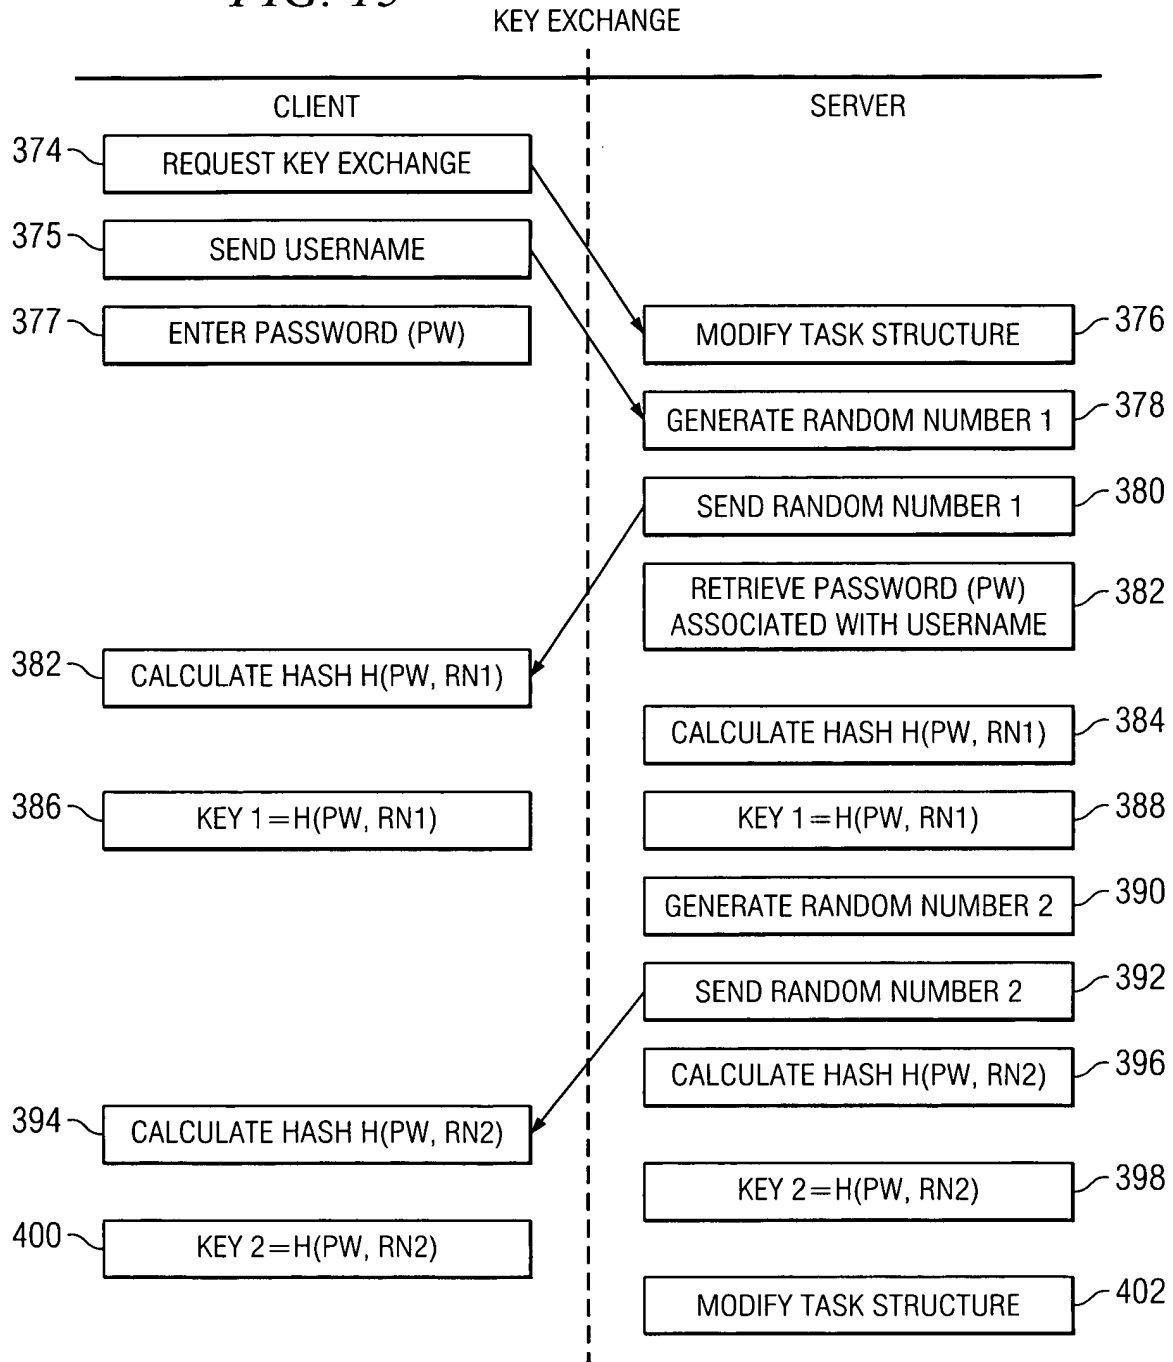 FIG. 15
KEY EXCHANGE
CLIENT
SERVER
374
REQUEST KEY EXCHANGE
375
SEND USERNAME
377
ENTER PASSWORD (PW)
MODIFY TASK STRUCTURE
376
GENERATE RANDOM NUMBER 1
378
SEND RANDOM NUMBER 1
380
RETRIEVE PASSWORD (PW)
ASSOCIATED WITH USERNAME
382
382
CALCULATE HASH H(PW, RN1)
CALCULATE HASH H(PW, RN1)
384
386
KEY 1=H(PW, RN1)
KEY 1=H(PW, RN1)
388
GENERATE RANDOM NUMBER 2
390
SEND RANDOM NUMBER 2
392
CALCULATE HASH H(PW, RN2)
396
394
CALCULATE HASH H(PW, RN2)
KEY 2=H(PW, RN2)
398
400
KEY 2=H(PW, RN2)
MODIFY TASK STRUCTURE
402